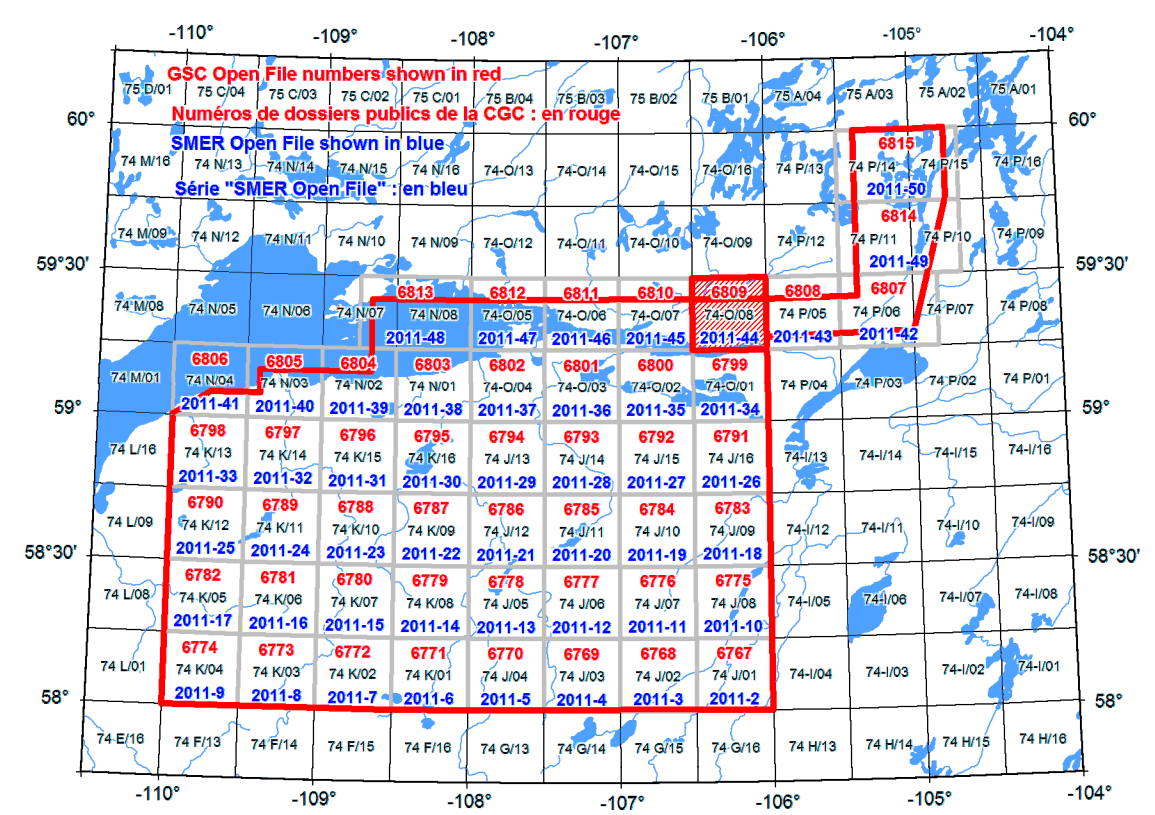 -110° -109° -108° -107° -106° -105° -104°
GSC Open File numbers shown in red
75 D/01 75 C/04 75 C/03 75 C/02 75 C/01 75 B/04 75 B/03 75 B/02 75 B/01 75 A/04 75 A/03 75 A/02 75 A/01
Numéros de dossiers publics de la CGC : en rouge
60° 60°
SMER Open File shown in blue
6815
74 M/16 74 N/13 74 N/14 74 N/15 74 N/16 74-O/13 74-O/14 74-O/15 74-O/16 74 P/13 74 P/14 74 P/15 74 P/16
Série "SMER Open File" : en bleu
2011-50
6814
74 M/09 74 N/12 74 N/11 74 N/10 74 N/09 74-O/12 74-O/11 74-O/10 74-O/09 74 P/12 74 P/11 74 P/10 74 P/09
2011-49
59°30' 59°30'
6813 6812 6811 6810 6809 6808 6807
74 M/08 74 N/05 74 N/06 74 N/07 74 N/08 74-O/05 74-O/06 74-O/07 74-O/08 74 P/05 74 P/06 74 P/07 74 P/08
2011-48 2011-47 2011-46 2011-45 2011-44 2011-43 2011-42
6806 6805 6804 6803 6802 6801 6800 6799
74 M/01 74 N/04 74 N/03 74 N/02 74 N/01 74-O/04 74-O/03 74-O/02 74-O/01 74 P/04 74 P/03 74 P/02 74 P/01
2011-41 2011-40 2011-39 2011-38 2011-37 2011-36 2011-35 2011-34
59° 59°
6798 6797 6796 6795 6794 6793 6792 6791
74 L/16 74 K/13 74 K/14 74 K/15 74 K/16 74 J/13 74 J/14 74 J/15 74 J/16 74-I/13 74-I/14 74-I/15 74-I/16
2011-33 2011-32 2011-31 2011-30 2011-29 2011-28 2011-27 2011-26
6790 6789 6788 6787 6786 6785 6784 6783
74 L/09 74 K/12 74 K/11 74 K/10 74 K/09 74 J/12 74 J/11 74 J/10 74 J/09 74-I/12 74-I/11 74-I/10 74-I/09
2011-25 2011-24 2011-23 2011-22 2011-21 2011-20 2011-19 2011-18
58°30' 58°30'
6782 6781 6780 6779 6778 6777 6776 6775
74 L/08 74 K/05 74 K/06 74 K/07 74 K/08 74 J/05 74 J/06 74 J/07 74 J/08 74-I/05 74-I/06 74-I/07 74-I/08
2011-17 2011-16 2011-15 2011-14 2011-13 2011-12 2011-11 2011-10
6774 6773 6772 6771 6770 6769 6768 6767
74 L/01 74 K/04 74 K/03 74 K/02 74 K/01 74 J/04 74 J/03 74 J/02 74 J/01 74-I/04 74-I/03 74-I/02 74-I/01
2011-9 2011-8 2011-7 2011-6 2011-5 2011-4 2011-3 2011-2
58° 58°
74 E/16 74 F/13 74 F/14 74 F/15 74 F/16 74 G/13 74 G/14 74 G/15 74 G/16 74 H/13 74 H/14 74 H/15 74 H/16
-110° -109° -108° -107° -106° -105° -104°